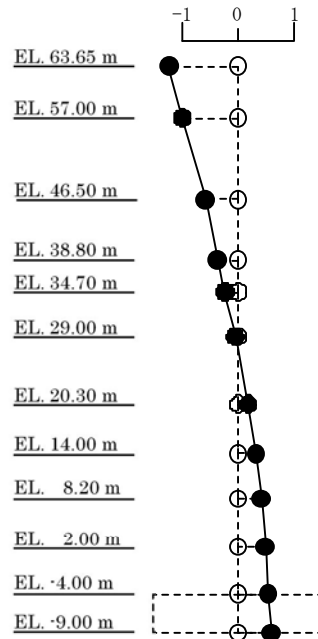 -1 0 1
EL. 63.65 m
EL. 57.00 m
EL. 46.50 m
EL. 38.80 m
EL. 34.70 m
EL. 29.00 m
EL. 20.30 m
EL. 14.00 m
EL. 8.20 m
EL. 2.00 m
EL. -4.00 m
EL. -9.00 m